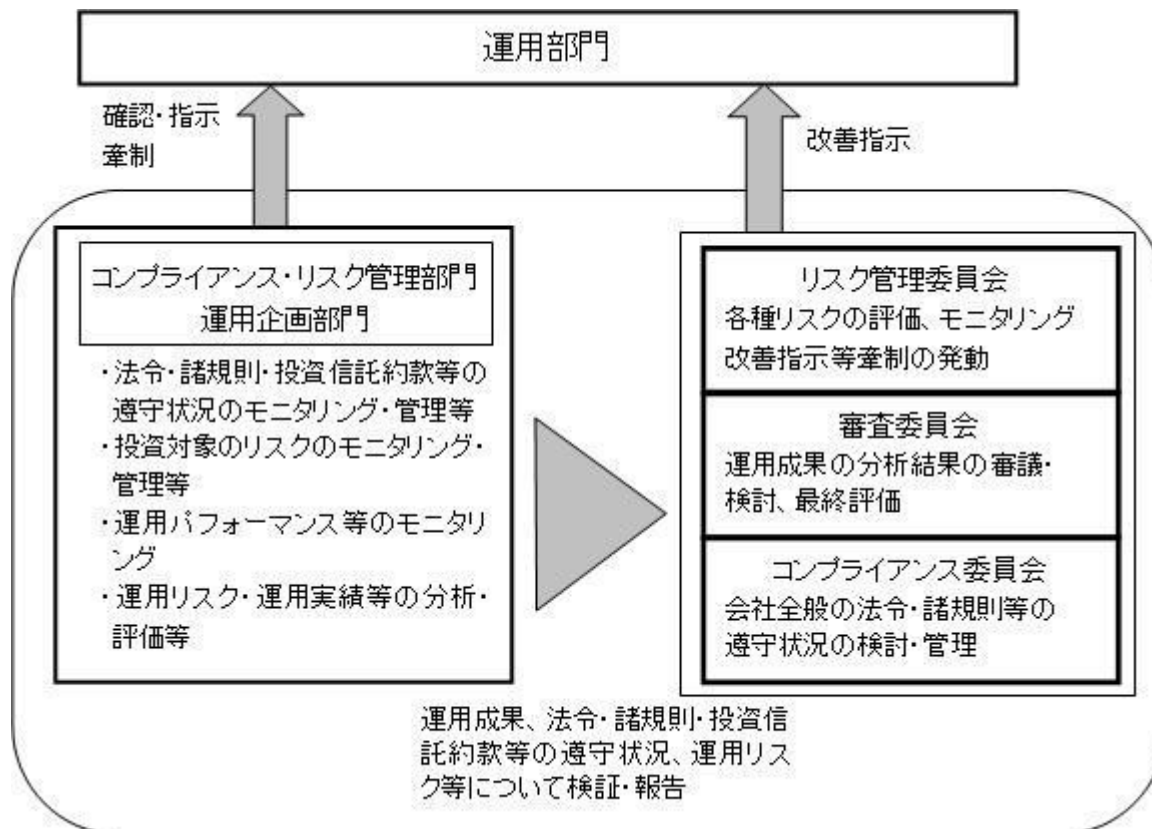 運用部門
確認・指示
牽制
改善指示
コンプライアンス・リスク管理部門
運用企画部門
・法令・諸規則・投資信託約款等の
遵守状況のモニタリング・管理等
・投資対象のリスクのモニタリング・
管理等
・運用パフォーマンス等のモニタリ
ング
・運用リスク・運用実績等の分析・
評価等
リスク管理委員会
各種リスクの評価、モニタリング
改善指示等牽制の発動
審査委員会
運用成果の分析結果の審議・
検討、最終評価
コンプライアンス委員会
会社全般の法令・諸規則等の
遵守状況の検討・管理
運用成果、法令・諸規則・投資信
託約款等の遵守状況、運用リス
ク等について検証・報告